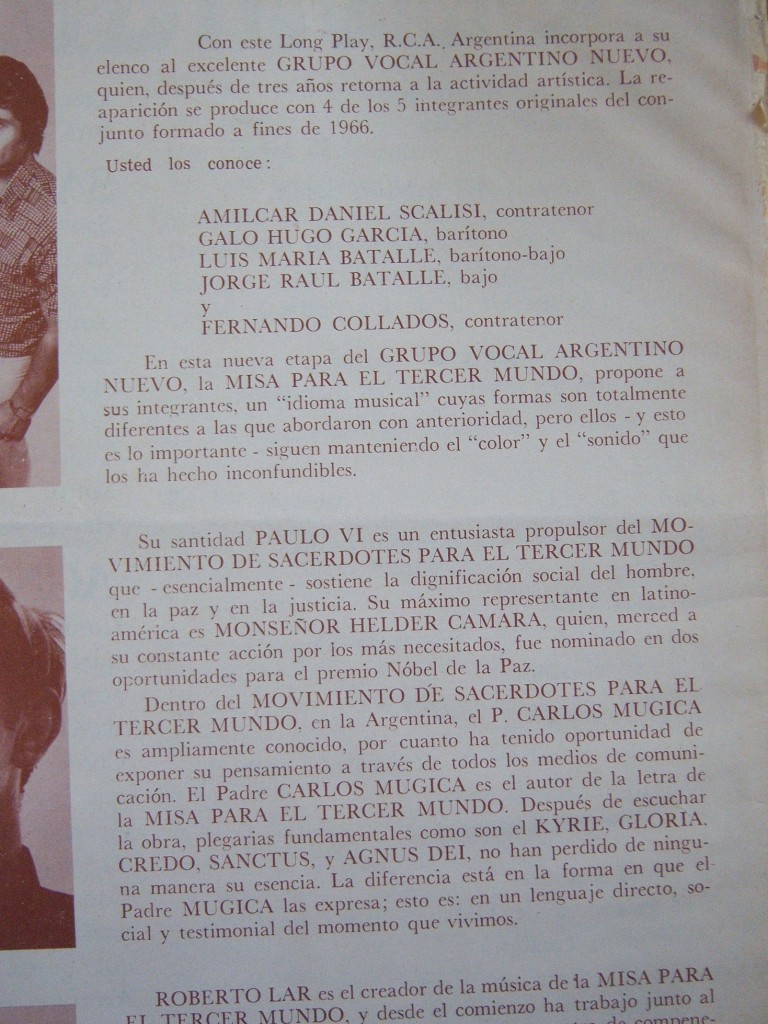 Con este Long Play, R.C.A. Argentina incorpora a su
elenco al excelente GRUPO VOCAL ARGENTINO NUEVO,
quien, después de tres años retorna a la actividad artística. La re-
aparición se produce con 4 de los 5 integrantes originales del con-
junto formado a fines de 1966.
Usted los conoce:
AMILCAR DANIEL SCALISI, contratenor
GALO HUGO GARCIA, barítono
LUIS MARIA BATALLE, barítono-bajo
JORGE RAUL BATALLE, bajo
y
FERNANDO COLLADOS, contratenor
En esta nueva etapa del GRUPO VOCAL ARGENTINO
NUEVO, la MISA PARA EL TERCER MUNDO, propone a
sus integrantes, un “idioma musical” cuyas formas son totalmente
diferentes a las que abordaron con anterioridad, pero ellos - y esto
es lo importante - siguen manteniendo el “color” y el “sonido” que
los ha hecho inconfundibles.
Su santidad PAULO VI es un entusiasta propulsor del MO-
VIMIENTO DE SACERDOTES PARA EL TERCER MUNDO
que - esencialmente - sostiene la dignificación social del hombre,
en la paz y en la justicia. Su máximo representante en latino-
américa es MONSEÑOR HELDER CAMARA, quien, merced a
su constante acción por los más necesitados, fue nominado en dos
oportunidades para el premio Nóbel de la Paz.
Dentro del MOVIMIENTO DE SACERDOTES PARA EL
TERCER MUNDO, en la Argentina, el P. CARLOS MUGICA
es ampliamente conocido, por cuanto ha tenido oportunidad de
exponer su pensamiento a través de todos los medios de comuni-
cación. El Padre CARLOS MUGICA es el autor de la letra de
la MISA PARA EL TERCER MUNDO. Después de escuchar
la obra, plegarias fundamentales como son el KYRIE, GLORIA,
CREDO, SANCTUS, y AGNUS DEI, no han perdido de ningu-
na manera su esencia. La diferencia está en la forma en que el
Padre MUGICA las expresa; esto es: en un lenguaje directo, so-
cial y testimonial del momento que vivimos.
ROBERTO LAR es el creador de la música de la MISA PARA
EL TERCER MUNDO, y desde el comienzo ha trabajo junto al
de compene-